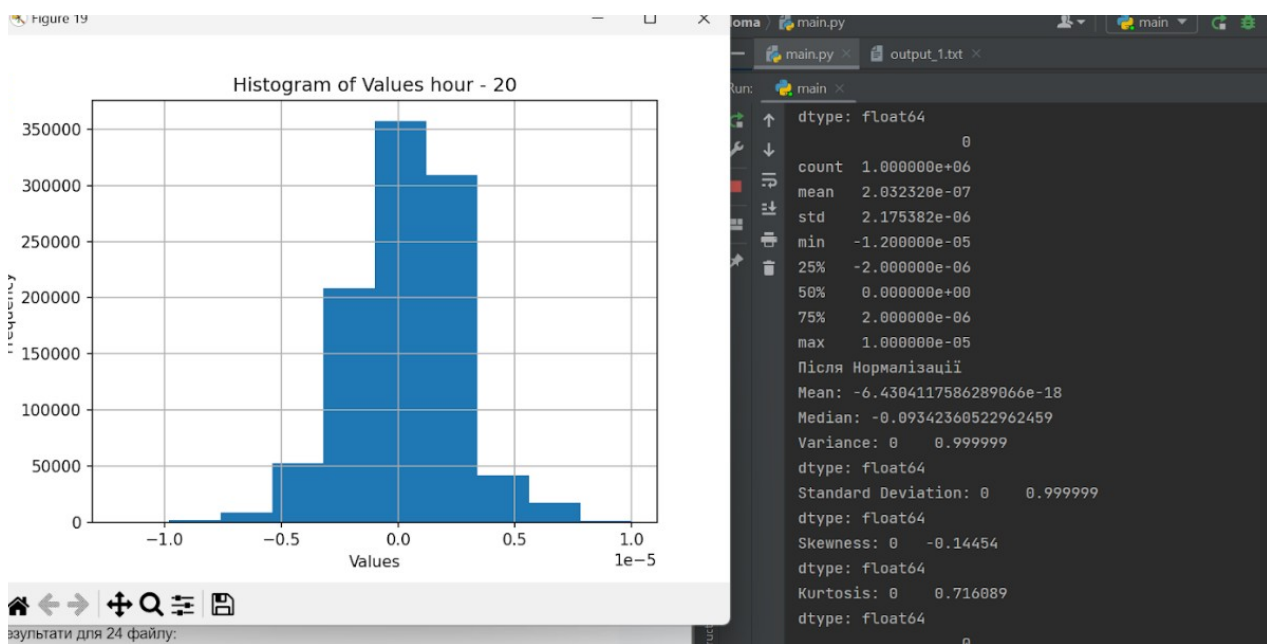 Figure 19
Histogram of Values hour - 20
350000
300000
250000
200000
150000
100000
50000
0
−1.0 −0.5 0.0 0.5 1.0
1e−5
Values
main.py
main
main.py
output_1.txt
main
dtype: float64
0
count 1.000000e+06
mean 2.032320e-07
std 2.175382e-06
min -1.200000e-05
25% -2.000000e-06
50% 0.000000e+00
75% 2.000000e-06
max 1.000000e-05
Після Нормалізації
Mean: -6.4304117586289066e-18
Median: -0.09342360522962459
Variance: 0 0.999999
dtype: float64
Standard Deviation: 0 0.999999
dtype: float64
Skewness: 0 -0.14454
dtype: float64
Kurtosis: 0 0.716089
dtype: float64
для 24 файлу: